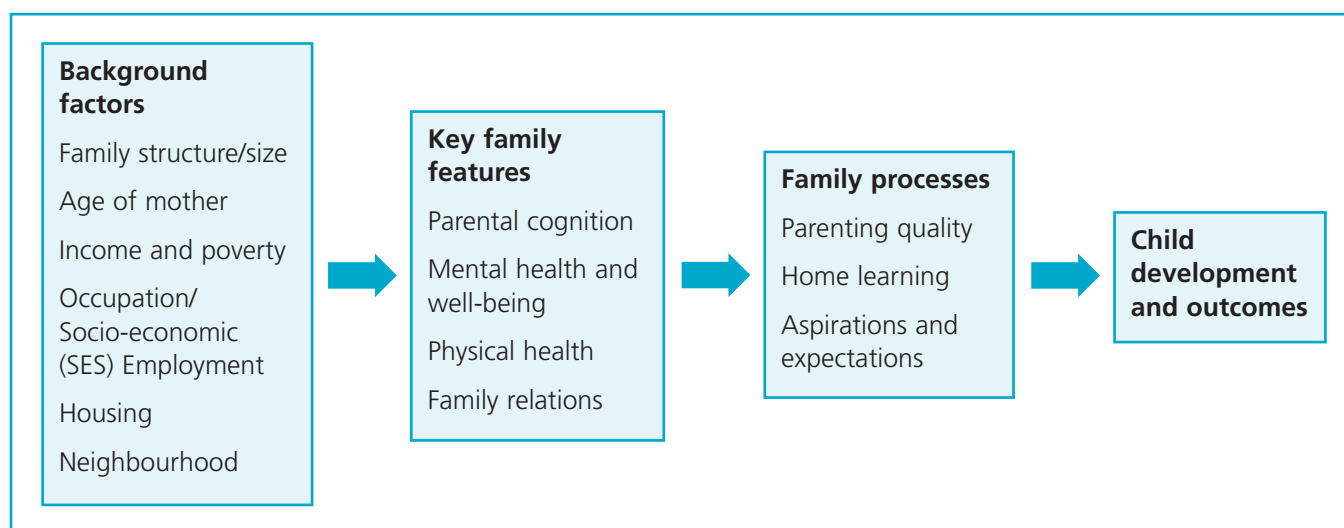 Background
factors
Family structure/size
Age of mother
Income and poverty
Occupation/
Socio-economic
(SES) Employment
Housing
Neighbourhood
Key family
features
Parental cognition
Mental health and
well-being
Physical health
Family relations
Family processes
Parenting quality
Home learning
Aspirations and
expectations
Child
development
and outcomes